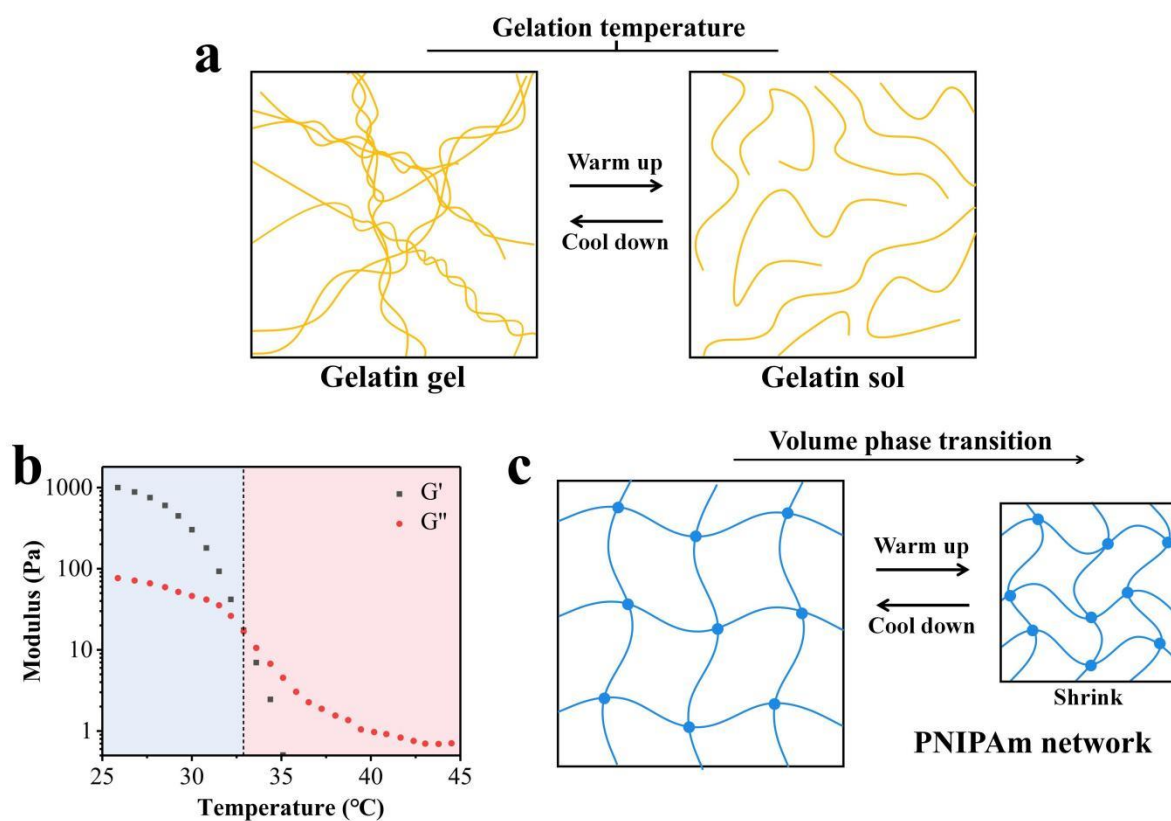 Gelation temperature
a
Warm up
Cool down
Gelatin gel
Gelatin sol
b
1000
100
10
1
Modulus (Pa)
G'
G"
25
30
35
40
45
Temperature (°C)
Volume phase transition
c
Warm up
Cool down
Shrink
PNIPAm network